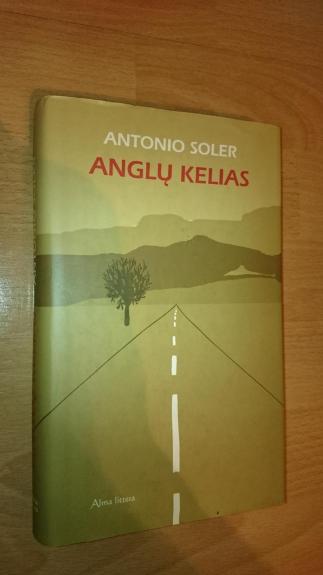 ANTONIO SOLER
ANGLŲ KELIAS
Alma littera